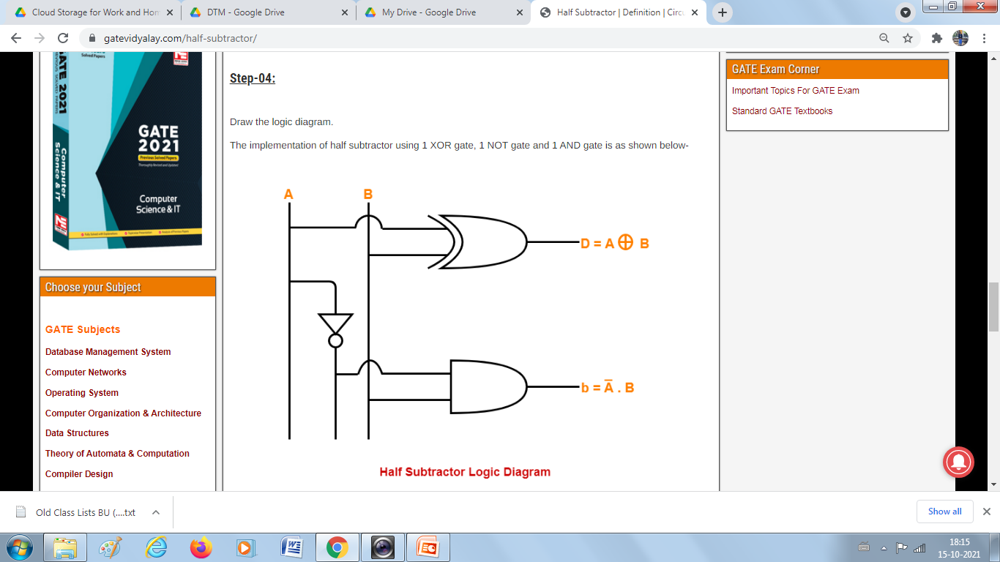 Cloud Storage for Work and Hom
DTM - Google Drive
My Drive - Google Drive
Half Subtractor | Definition | Circu
gatevidyalay.com/half-subtractor/
Solved Papers
GATE 2021
Computer
Science & IT
GATE
2021
Previous Solved Papers
Thoroughly Revised and Updated
Computer
Science & IT
Choose your Subject
GATE Subjects
Database Management System
Computer Networks
Operating System
Computer Organization & Architecture
Data Structures
Theory of Automata & Computation
Compiler Design
Step-04:
Draw the logic diagram.
The implementation of half subtractor using 1 XOR gate, 1 NOT gate and 1 AND gate is as shown below-
A
B
D = A ⊕ B
b = A̅ . B
Half Subtractor Logic Diagram
GATE Exam Corner
Important Topics For GATE Exam
Standard GATE Textbooks
Old Class Lists BU (....txt
Show all
18:15
15-10-2021